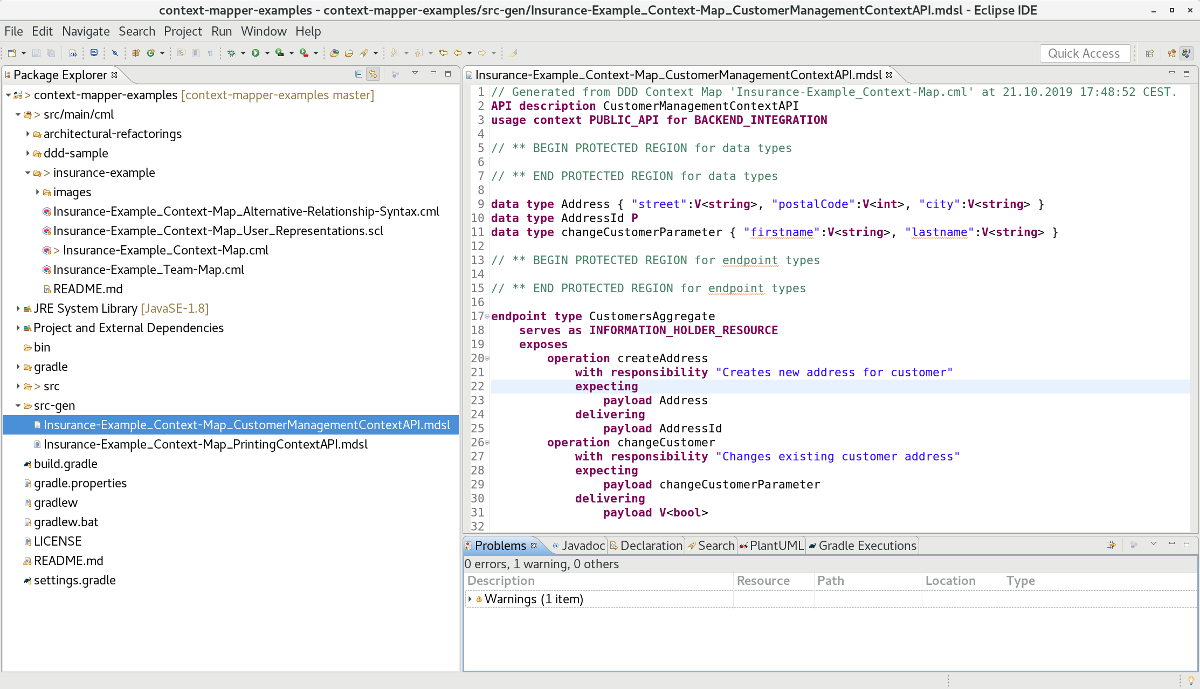 context-mapper-examples - context-mapper-examples/src-gen/Insurance-Example_Context-Map_CustomerManagementContextAPI.mdsl - Eclipse IDE
File Edit Navigate Search Project Run Window Help
Quick Access
Package Explorer
> context-mapper-examples [context-mapper-examples master]
> src/main/cml
> architectural-refactorings
ddd-sample
> insurance-example
images
Insurance-Example_Context-Map_Alternative-Relationship-Syntax.cml
Insurance-Example_Context-Map_User_Representations.scl
> Insurance-Example_Context-Map.cml
Insurance-Example_Team-Map.cml
README.md
JRE System Library [JavaSE-1.8]
Project and External Dependencies
bin
gradle
> src
src-gen
Insurance-Example_Context-Map_CustomerManagementContextAPI.mdsl
Insurance-Example_Context-Map_PrintingContextAPI.mdsl
build.gradle
gradle.properties
gradlew
gradlew.bat
LICENSE
README.md
settings.gradle
Insurance-Example_Context-Map_CustomerManagementContextAPI.mdsl
1 // Generated from DDD Context Map 'Insurance-Example_Context-Map.cml' at 21.10.2019 17:48:52 CEST.
2 API description CustomerManagementContextAPI
3 usage context PUBLIC_API for BACKEND_INTEGRATION
4
5 // ** BEGIN PROTECTED REGION for data types
6
7 // ** END PROTECTED REGION for data types
8
9 data type Address { "street":V<string>, "postalCode":V<int>, "city":V<string> }
10 data type AddressId P
11 data type changeCustomerParameter { "firstname":V<string>, "lastname":V<string> }
12
13 // ** BEGIN PROTECTED REGION for endpoint types
14
15 // ** END PROTECTED REGION for endpoint types
16
17 endpoint type CustomersAggregate
18 serves as INFORMATION_HOLDER_RESOURCE
19 exposes
20 operation createAddress
21 with responsibility "Creates new address for customer"
22 expecting
23 payload Address
24 delivering
25 payload AddressId
26 operation changeCustomer
27 with responsibility "Changes existing customer address"
28 expecting
29 payload changeCustomerParameter
30 delivering
31 payload V<bool>
32
Problems Javadoc Declaration Search PlantUML Gradle Executions
0 errors, 1 warning, 0 others
Description Resource Path Location Type
Warnings (1 item)